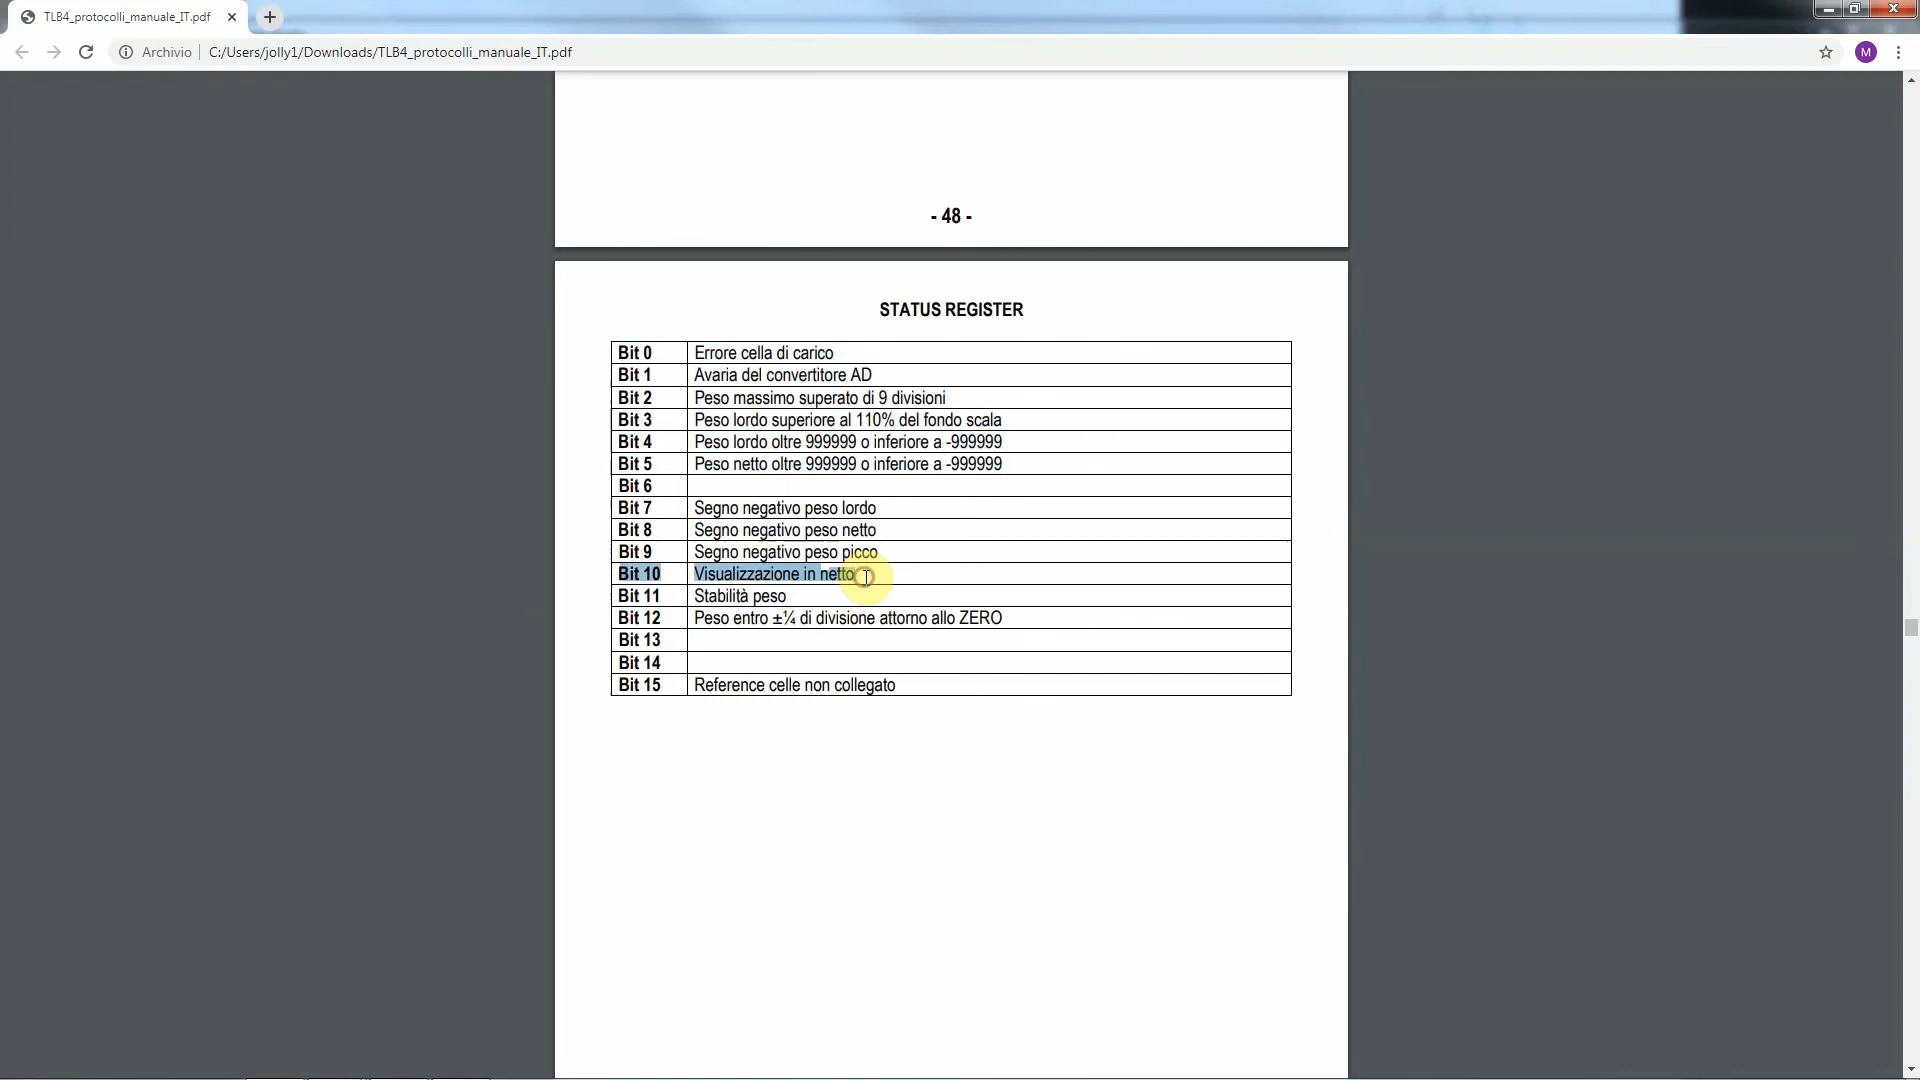 TLB4_protocolli_manuale_IT.pdf
Archivio C:/Users/jolly1/Downloads/TLB4_protocolli_manuale_IT.pdf
M
- 48 -
STATUS REGISTER
Bit 0 Errore cella di carico
Bit 1 Avaria del convertitore AD
Bit 2 Peso massimo superato di 9 divisioni
Bit 3 Peso lordo superiore al 110% del fondo scala
Bit 4 Peso lordo oltre 999999 o inferiore a -999999
Bit 5 Peso netto oltre 999999 o inferiore a -999999
Bit 6
Bit 7 Segno negativo peso lordo
Bit 8 Segno negativo peso netto
Bit 9 Segno negativo peso picco
Bit 10 Visualizzazione in netto
Bit 11 Stabilità peso
Bit 12 Peso entro ±¼ di divisione attorno allo ZERO
Bit 13
Bit 14
Bit 15 Reference celle non collegato